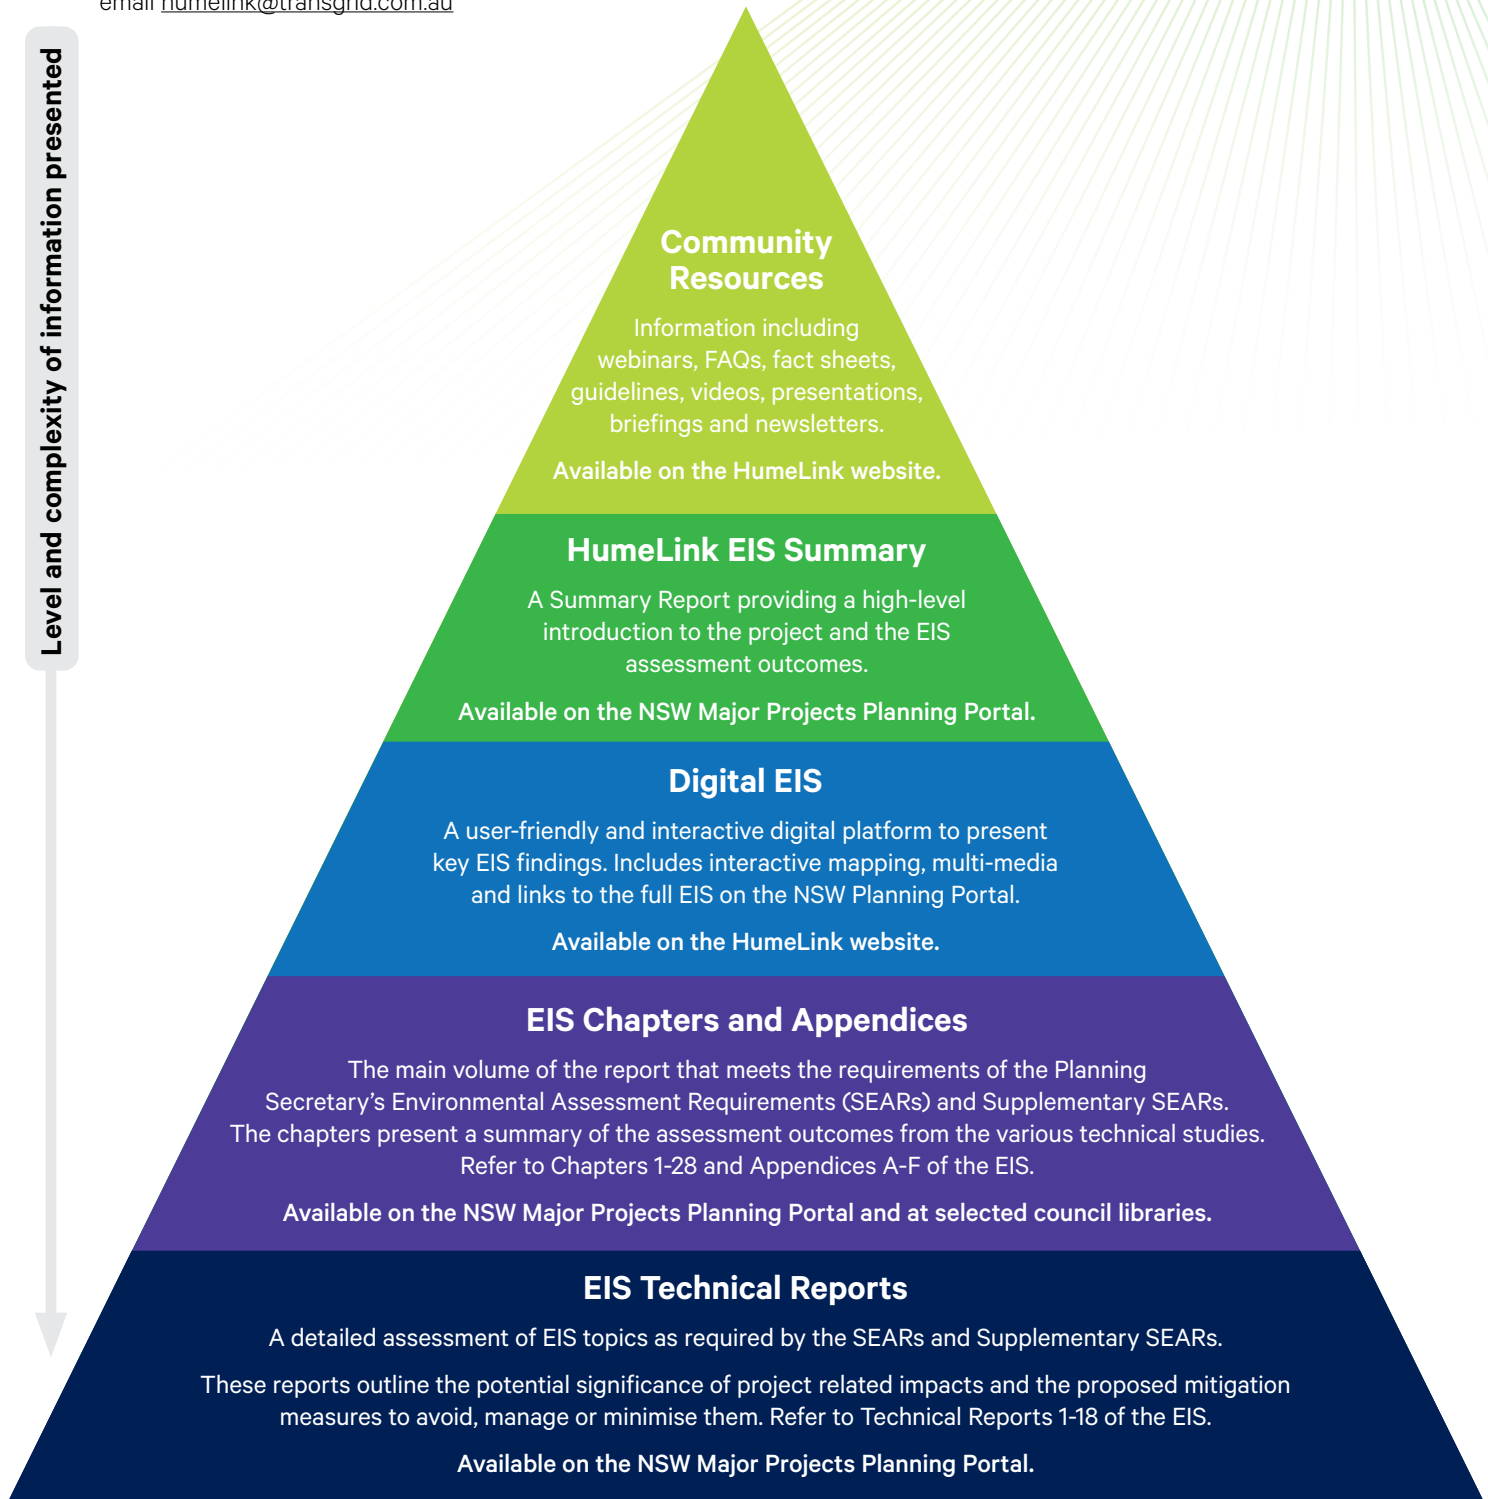 email humelink@transgrid.com.au
Level and complexity of information presented
Community
Resources
Information including
webinars, FAQs, fact sheets,
guidelines, videos, presentations,
briefings and newsletters.
Available on the HumeLink website.
HumeLink EIS Summary
A Summary Report providing a high-level
introduction to the project and the EIS
assessment outcomes.
Available on the NSW Major Projects Planning Portal.
Digital EIS
A user-friendly and interactive digital platform to present
key EIS findings. Includes interactive mapping, multi-media
and links to the full EIS on the NSW Planning Portal.
Available on the HumeLink website.
EIS Chapters and Appendices
The main volume of the report that meets the requirements of the Planning
Secretary’s Environmental Assessment Requirements (SEARs) and Supplementary SEARs.
The chapters present a summary of the assessment outcomes from the various technical studies.
Refer to Chapters 1-28 and Appendices A-F of the EIS.
Available on the NSW Major Projects Planning Portal and at selected council libraries.
EIS Technical Reports
A detailed assessment of EIS topics as required by the SEARs and Supplementary SEARs.
These reports outline the potential significance of project related impacts and the proposed mitigation
measures to avoid, manage or minimise them. Refer to Technical Reports 1-18 of the EIS.
Available on the NSW Major Projects Planning Portal.